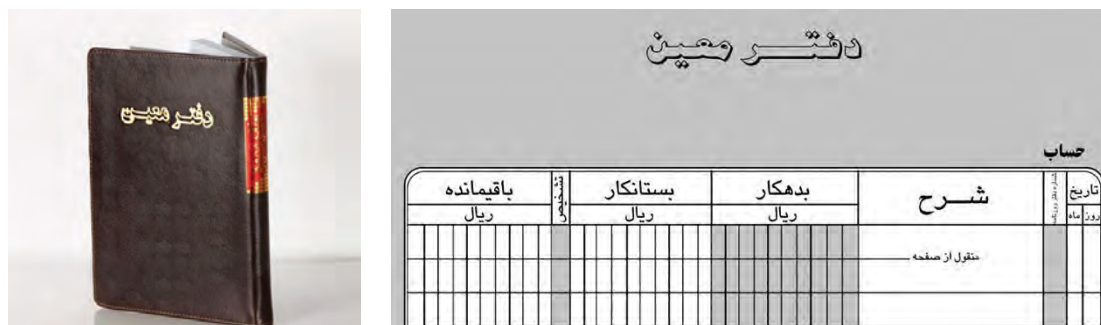 دفتر معین
دفتر معین
حساب
تاریخ
شرح
بدهکار
بستانکار
تشخیص
باقیمانده
روز
ماه
ریال
ریال
ریال
منقول از صفحه